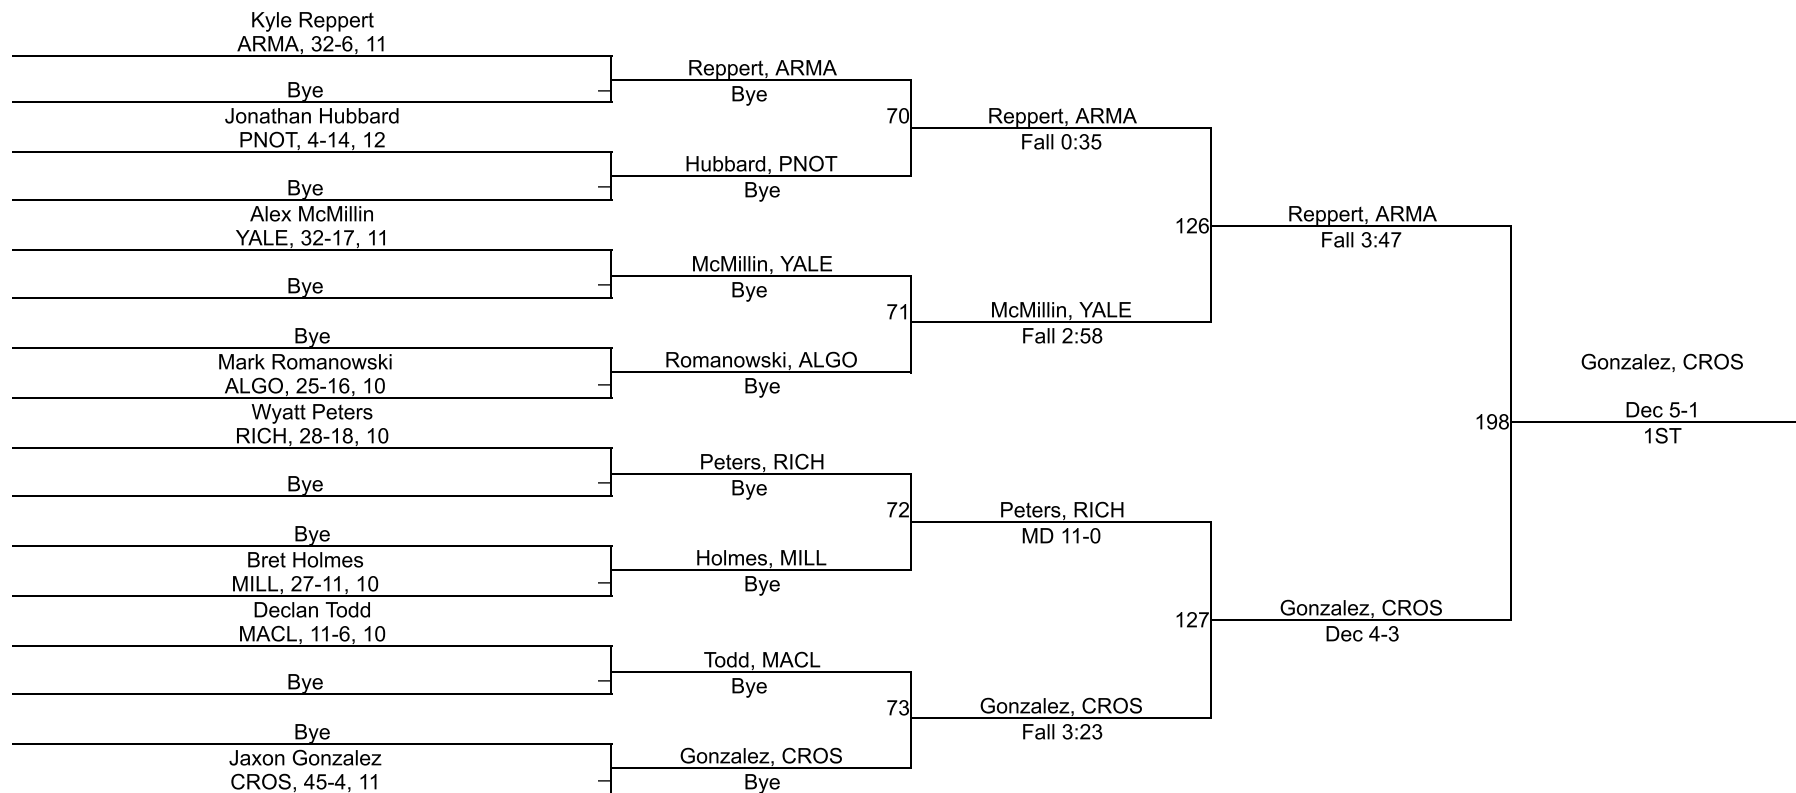 Kyle Reppert
ARMA, 32-6, 11
Bye
Jonathan Hubbard
PNOT, 4-14, 12
Bye
Alex McMillin
YALE, 32-17, 11
Bye
Bye
Mark Romanowski
ALGO, 25-16, 10
Wyatt Peters
RICH, 28-18, 10
Bye
Bye
Bret Holmes
MILL, 27-11, 10
Declan Todd
MACL, 11-6, 10
Bye
Bye
Jaxon Gonzalez
CROS, 45-4, 11
Reppert, ARMA
Bye
70
Hubbard, PNOT
Bye
McMillin, YALE
Bye
71
Romanowski, ALGO
Bye
Peters, RICH
Bye
72
Holmes, MILL
Bye
Todd, MACL
Bye
73
Gonzalez, CROS
Bye
Reppert, ARMA
Fall 0:35
126
McMillin, YALE
Fall 2:58
Peters, RICH
MD 11-0
127
Gonzalez, CROS
Fall 3:23
Reppert, ARMA
Fall 3:47
198
Gonzalez, CROS
Dec 4-3
Gonzalez, CROS
Dec 5-1
1ST